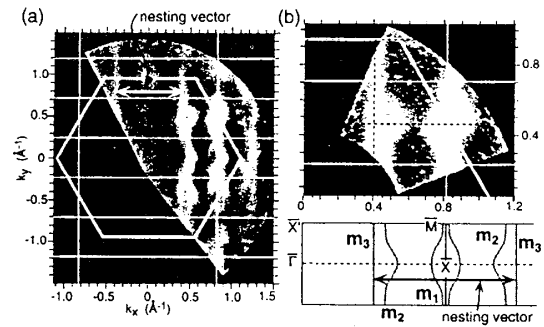 (a)
nesting vector
1.0
0.5
0
-0.5
-1.0
k_y (Å⁻¹)
-1.0 -0.5 0 0.5 1.0 1.5
k_x (Å⁻¹)
(b)
0.8
0.4
0 0.4 0.8 1.2
X̄ M̄
m₃ m₂
Γ̄ X̄ m₃
m₁
m₂ nesting vector